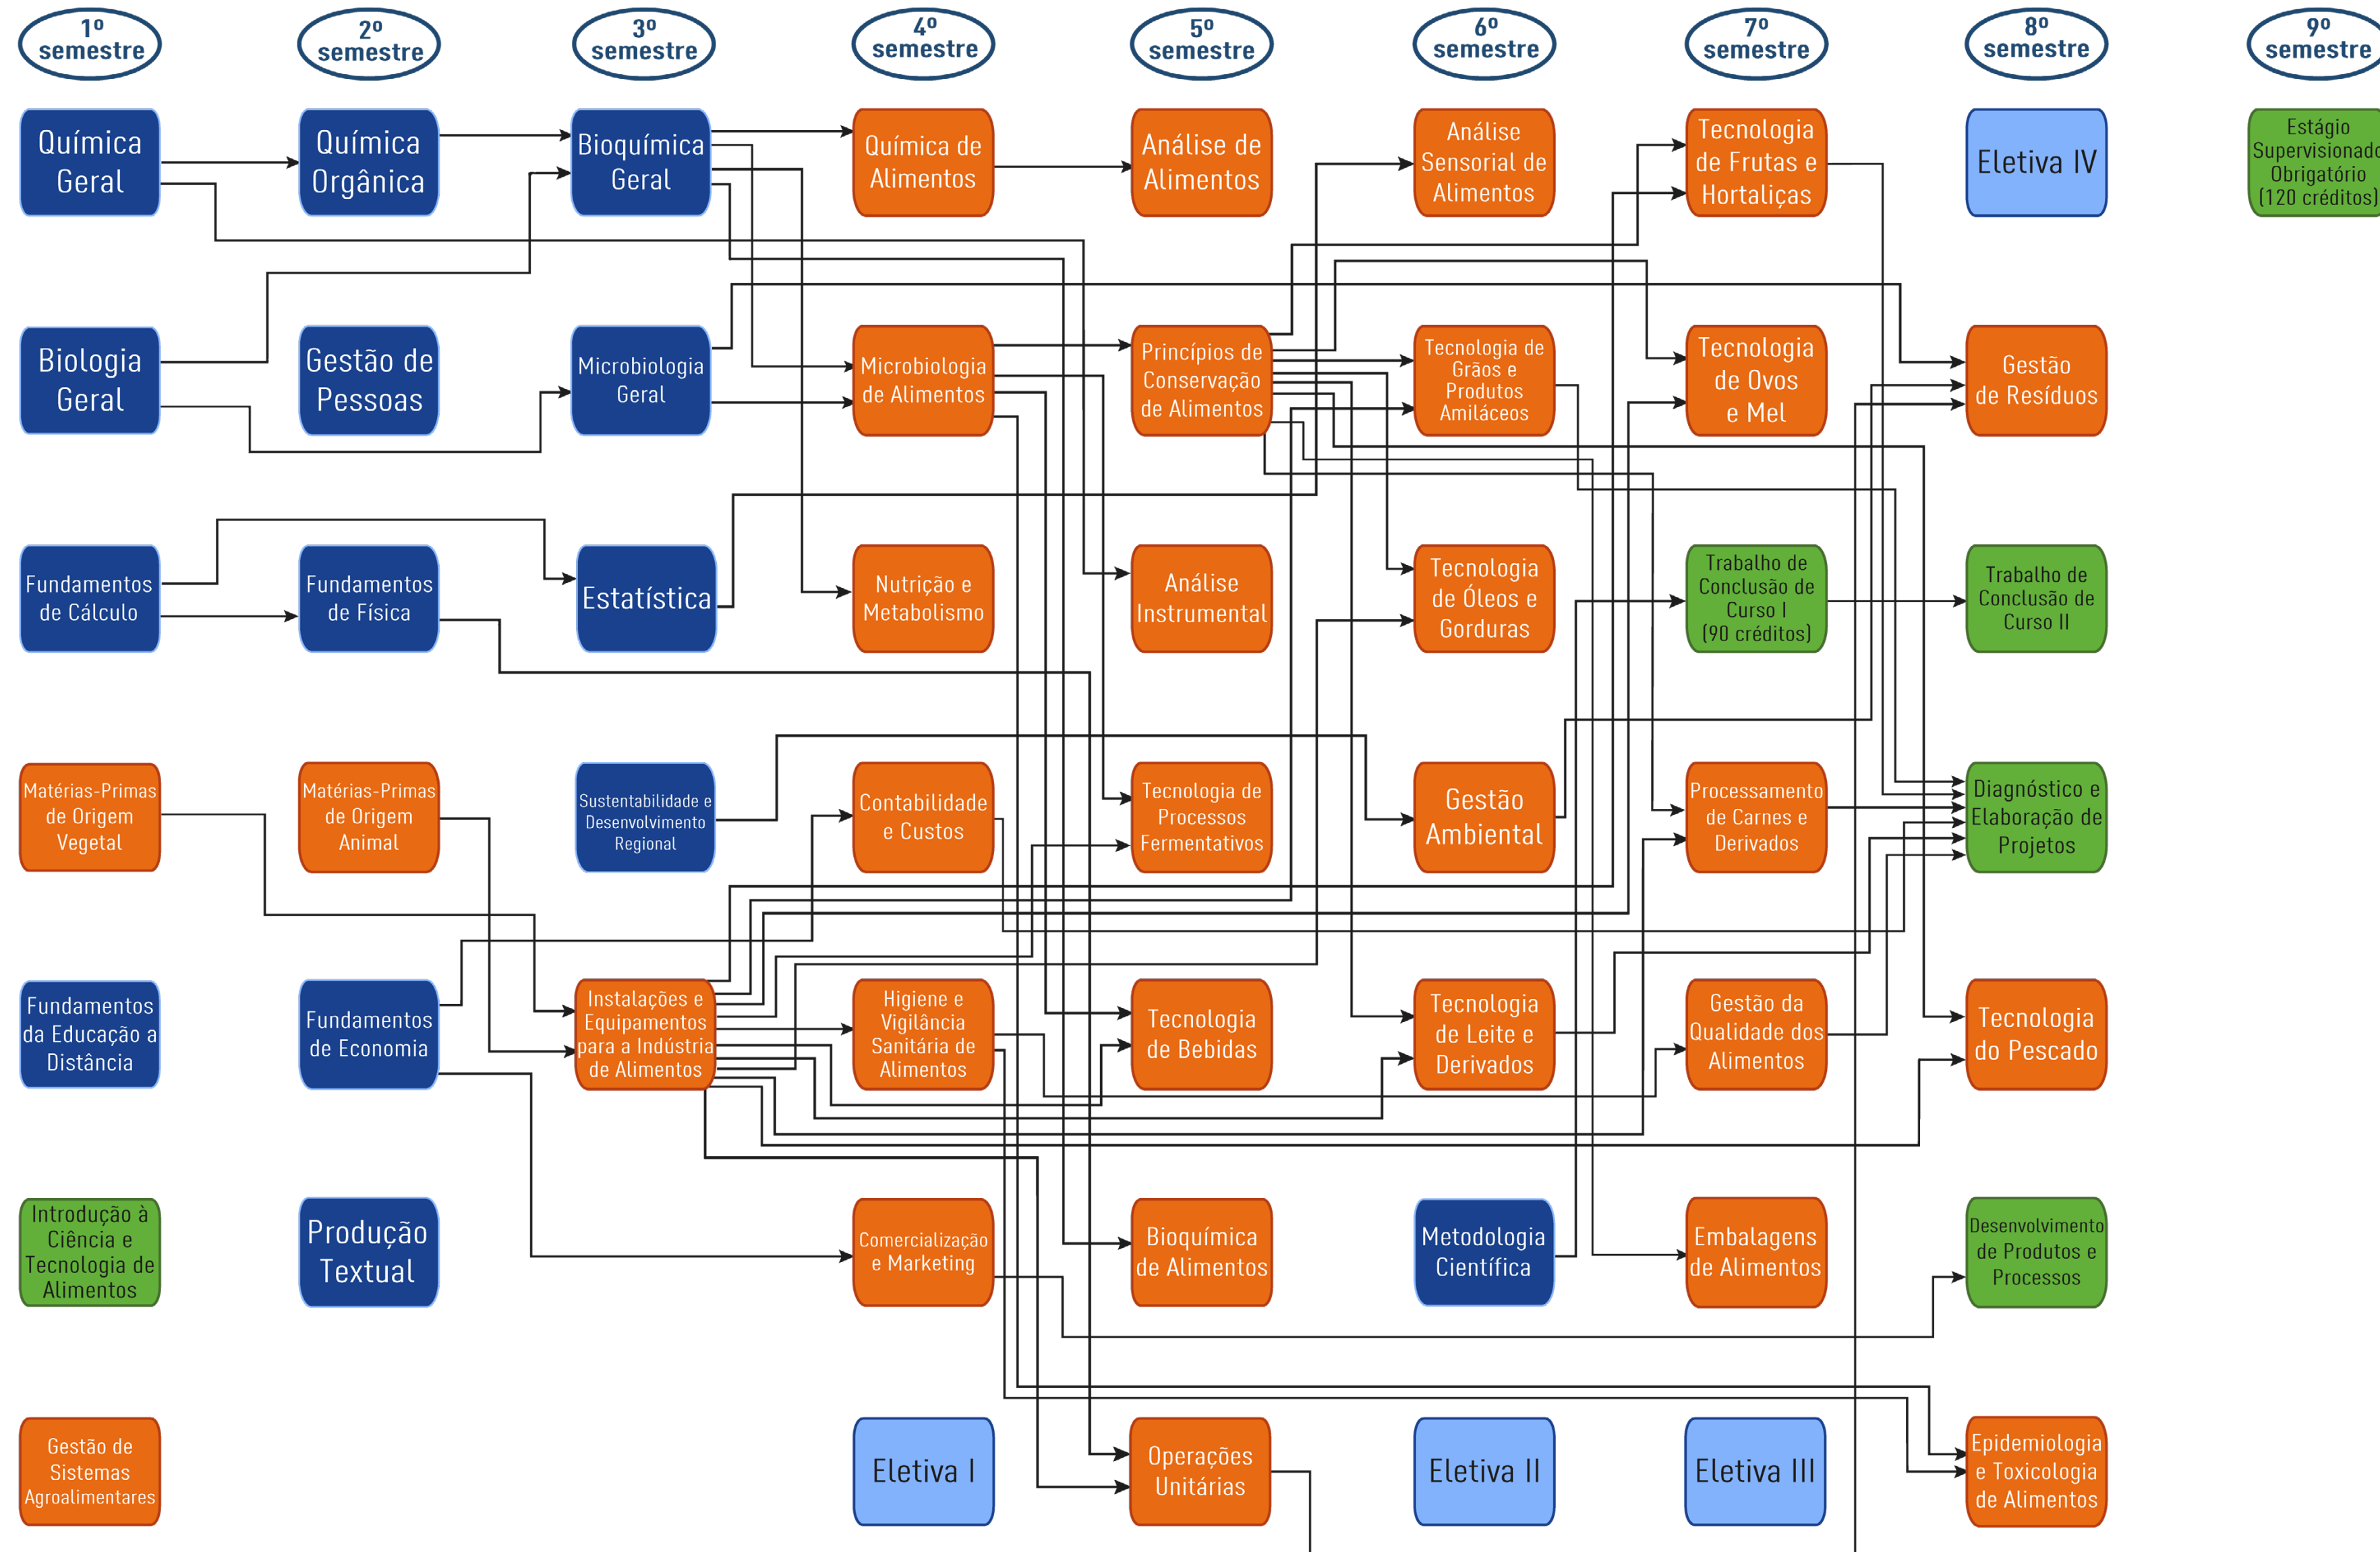 1º
semestre
2º
semestre
3º
semestre
4º
semestre
5º
semestre
6º
semestre
7º
semestre
8º
semestre
9º
semestre
Química
Geral
Química
Orgânica
Bioquímica
Geral
Química de
Alimentos
Análise de
Alimentos
Análise
Sensorial de
Alimentos
Tecnologia
de Frutas e
Hortaliças
Eletiva IV
Estágio
Supervisionado
Obrigatório
(120 créditos)
Biologia
Geral
Gestão de
Pessoas
Microbiologia
Geral
Microbiologia
de Alimentos
Princípios de
Conservação
de Alimentos
Tecnologia de
Grãos e
Produtos
Amiláceos
Tecnologia
de Ovos
e Mel
Gestão
de Resíduos
Fundamentos
de Cálculo
Fundamentos
de Física
Estatística
Nutrição e
Metabolismo
Análise
Instrumental
Tecnologia
de Óleos e
Gorduras
Trabalho de
Conclusão de
Curso I
(90 créditos)
Trabalho de
Conclusão de
Curso II
Matérias-Primas
de Origem
Vegetal
Matérias-Primas
de Origem
Animal
Sustentabilidade e
Desenvolvimento
Regional
Contabilidade
e Custos
Tecnologia de
Processos
Fermentativos
Gestão
Ambiental
Processamento
de Carnes e
Derivados
Diagnóstico e
Elaboração de
Projetos
Fundamentos
da Educação a
Distância
Fundamentos
de Economia
Instalações e
Equipamentos
para a Indústria
de Alimentos
Higiene e
Vigilância
Sanitária de
Alimentos
Tecnologia
de Bebidas
Tecnologia
de Leite e
Derivados
Gestão da
Qualidade dos
Alimentos
Tecnologia
do Pescado
Introdução à
Ciência e
Tecnologia de
Alimentos
Produção
Textual
Comercialização
e Marketing
Bioquímica
de Alimentos
Metodologia
Científica
Embalagens
de Alimentos
Desenvolvimento
de Produtos e
Processos
Gestão de
Sistemas
Agroalimentares
Eletiva I
Operações
Unitárias
Eletiva II
Eletiva III
Epidemiologia
e Toxicologia
de Alimentos